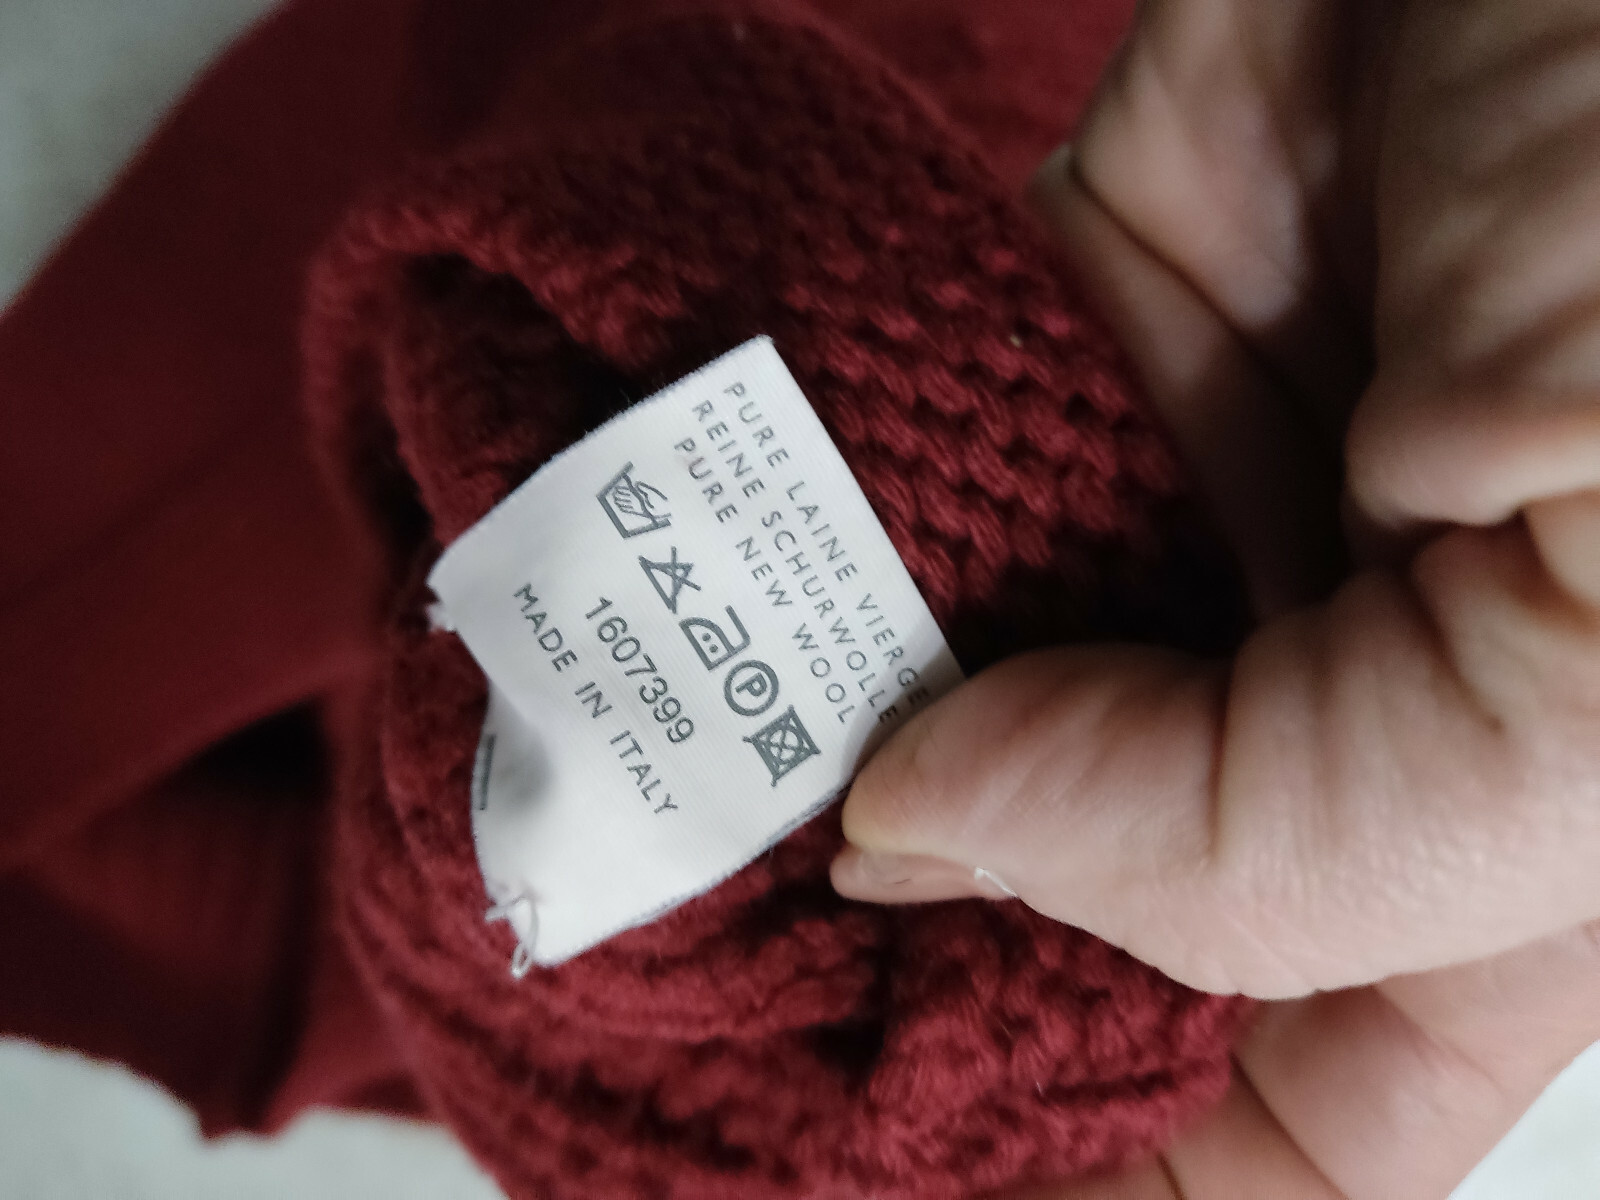 PURE LAINE VIERGE
REINE SCHURWOLLE
PURE NEW WOOL
P
1607399
MADE IN ITALY